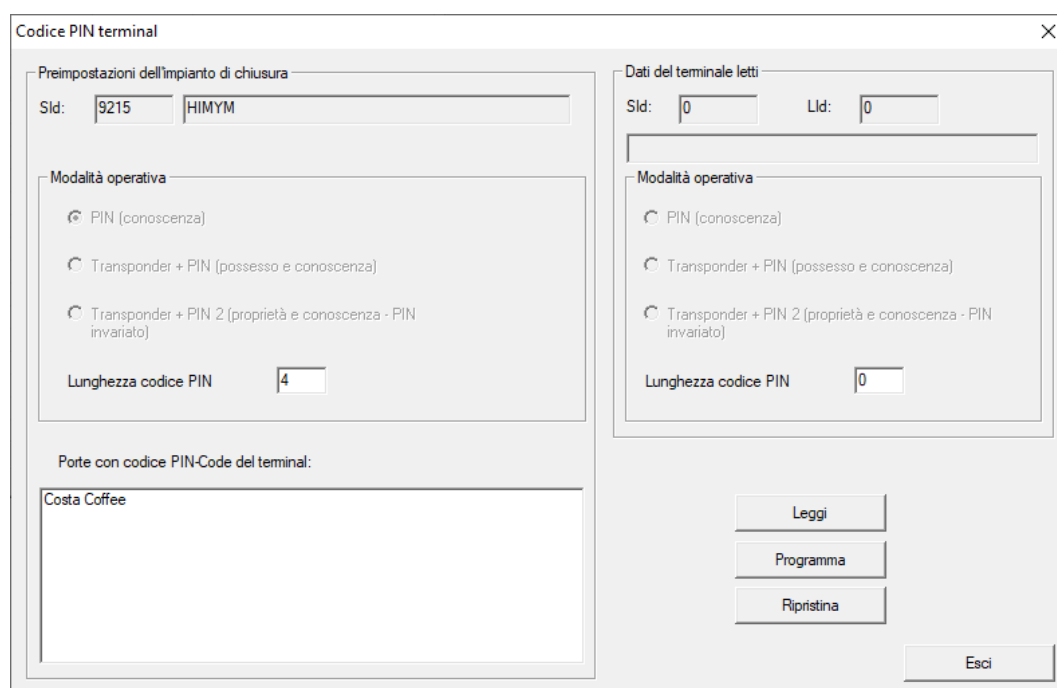 Codice PIN terminal
Preimpostazioni dell'impianto di chiusura
SId: 9215 HIMYM
Modalità operativa
PIN (conoscenza)
Transponder + PIN (possesso e conoscenza)
Transponder + PIN 2 (proprietà e conoscenza - PIN
invariato)
Lunghezza codice PIN 4
Porte con codice PIN-Code del terminal:
Costa Coffee
Dati del terminale letti
SId: 0 LId: 0
Modalità operativa
PIN (conoscenza)
Transponder + PIN (possesso e conoscenza)
Transponder + PIN 2 (proprietà e conoscenza - PIN
invariato)
Lunghezza codice PIN 0
Leggi
Programma
Ripristina
Esci